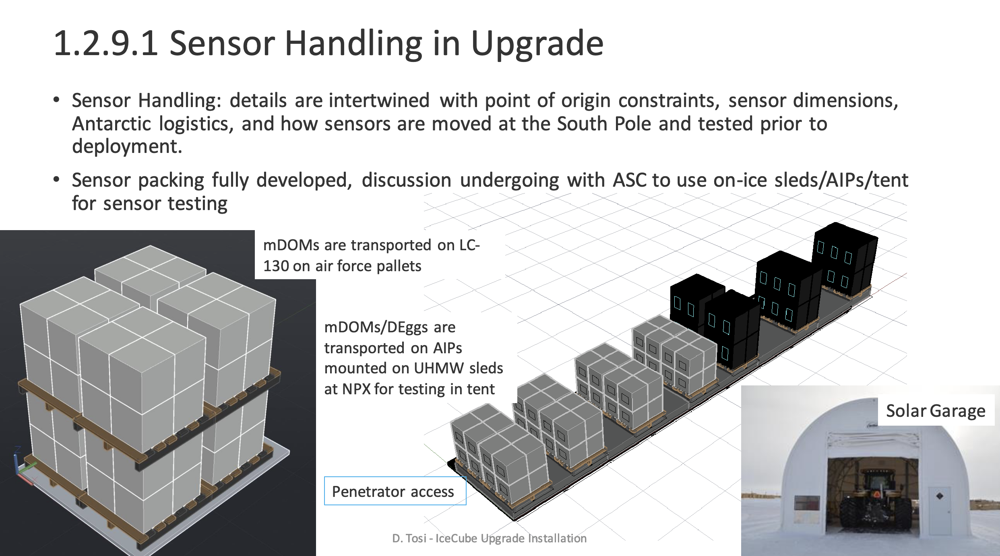 1.2.9.1 Sensor Handling in Upgrade
• Sensor Handling: details are intertwined with point of origin constraints, sensor dimensions,
Antarctic logistics, and how sensors are moved at the South Pole and tested prior to
deployment.
• Sensor packing fully developed, discussion undergoing with ASC to use on-ice sleds/AIPs/tent
for sensor testing
mDOMs are transported on LC-
130 on air force pallets
mDOMs/DEggs are
transported on AIPs
mounted on UHMW sleds
at NPX for testing in tent
Solar Garage
Z
X
Penetrator access
D. Tosi - IceCube Upgrade Installation